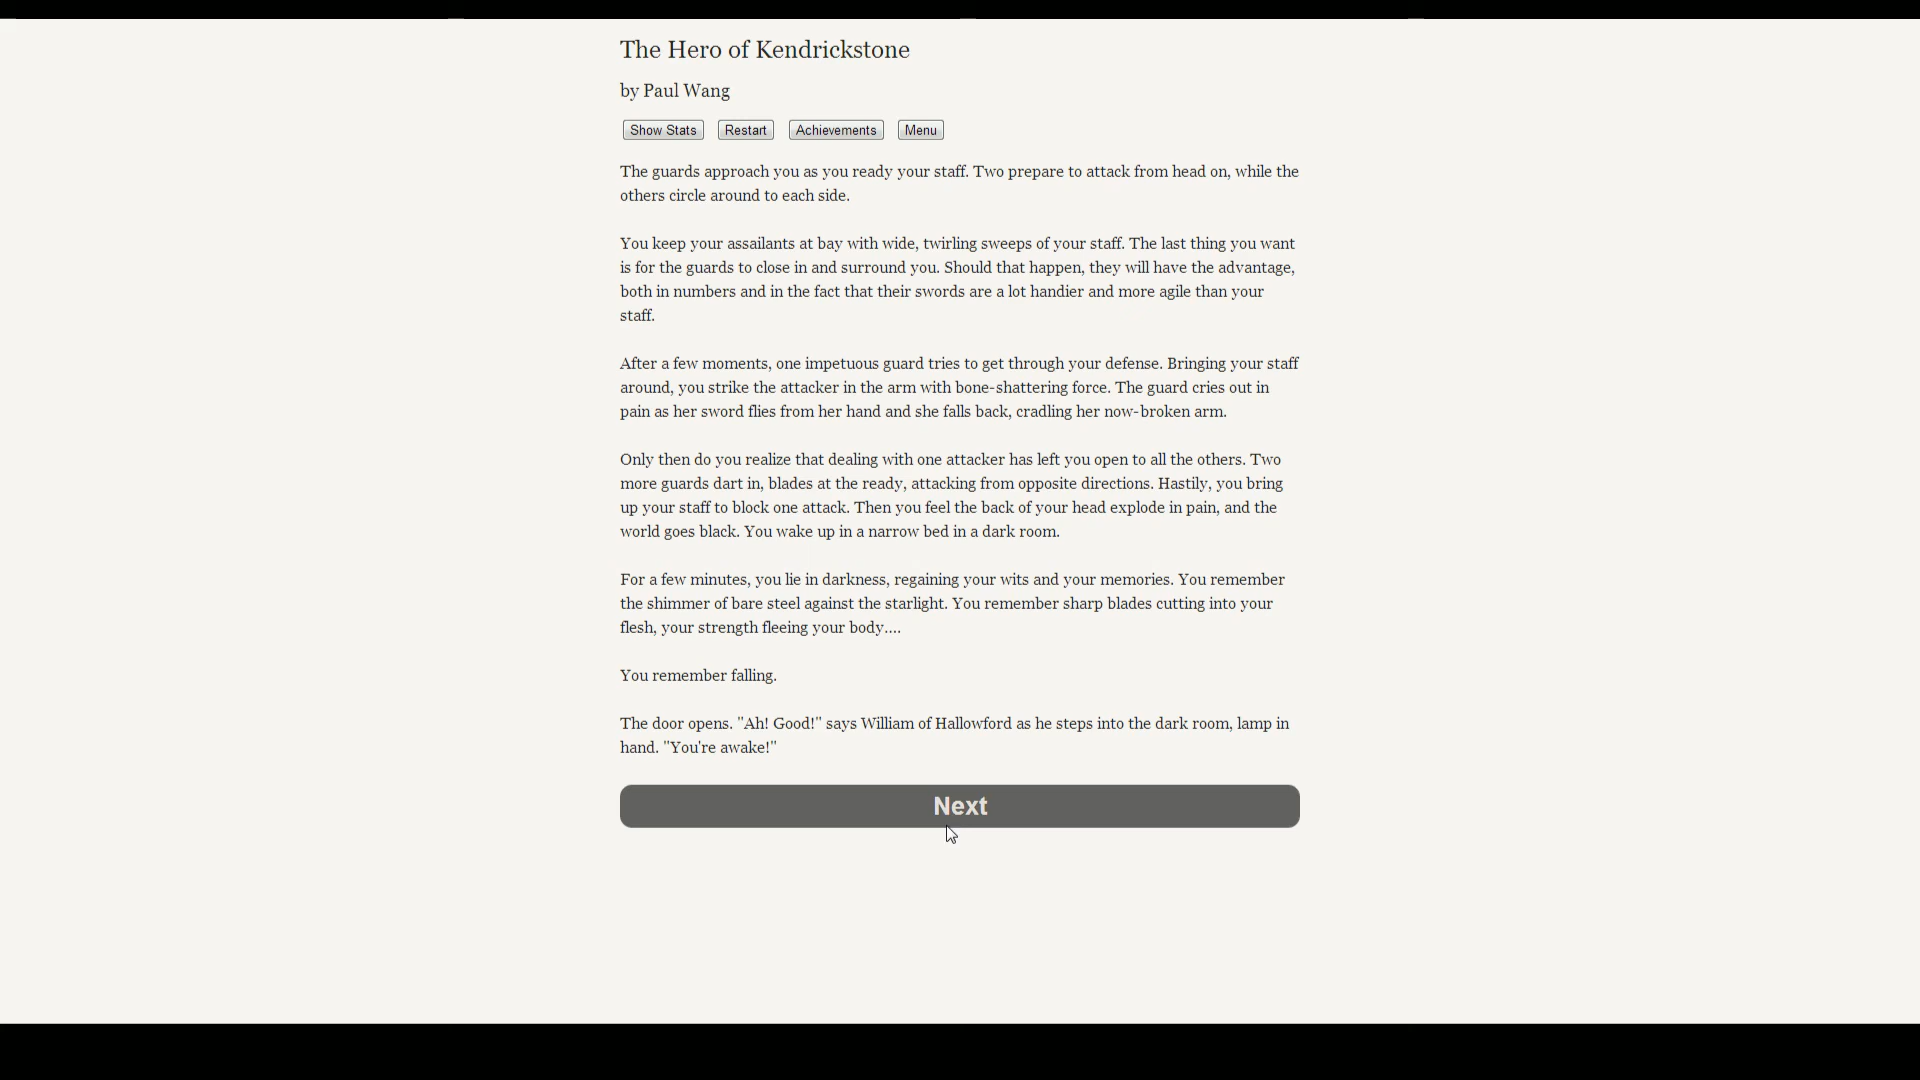 The Hero of Kendrickstone
by Paul Wang
Show Stats Restart Achievements Menu
The guards approach you as you ready your staff. Two prepare to attack from head on, while the
others circle around to each side.
You keep your assailants at bay with wide, twirling sweeps of your staff. The last thing you want
is for the guards to close in and surround you. Should that happen, they will have the advantage,
both in numbers and in the fact that their swords are a lot handier and more agile than your
staff.
After a few moments, one impetuous guard tries to get through your defense. Bringing your staff
around, you strike the attacker in the arm with bone-shattering force. The guard cries out in
pain as her sword flies from her hand and she falls back, cradling her now-broken arm.
Only then do you realize that dealing with one attacker has left you open to all the others. Two
more guards dart in, blades at the ready, attacking from opposite directions. Hastily, you bring
up your staff to block one attack. Then you feel the back of your head explode in pain, and the
world goes black. You wake up in a narrow bed in a dark room.
For a few minutes, you lie in darkness, regaining your wits and your memories. You remember
the shimmer of bare steel against the starlight. You remember sharp blades cutting into your
flesh, your strength fleeing your body....
You remember falling.
The door opens. "Ah! Good!" says William of Hallowford as he steps into the dark room, lamp in
hand. "You're awake!"
Next